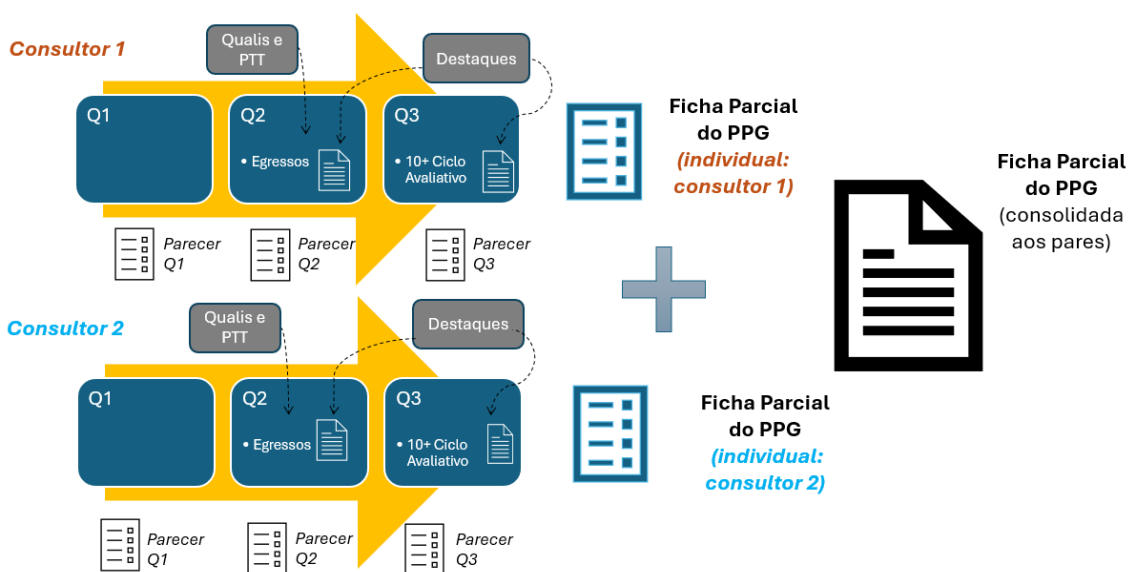 Consultor 1
Qualis e
PTT
Destaques
Q1
Q2
• Egressos
Q3
• 10+ Ciclo
Avaliativo
Parecer
Q1
Parecer
Q2
Parecer
Q3
Ficha Parcial
do PPG
(individual:
consultor 1)
Consultor 2
Qualis e
PTT
Destaques
Q1
Q2
• Egressos
Q3
• 10+ Ciclo
Avaliativo
Parecer
Q1
Parecer
Q2
Parecer
Q3
Ficha Parcial
do PPG
(individual:
consultor 2)
Ficha Parcial
do PPG
(consolidada
aos pares)